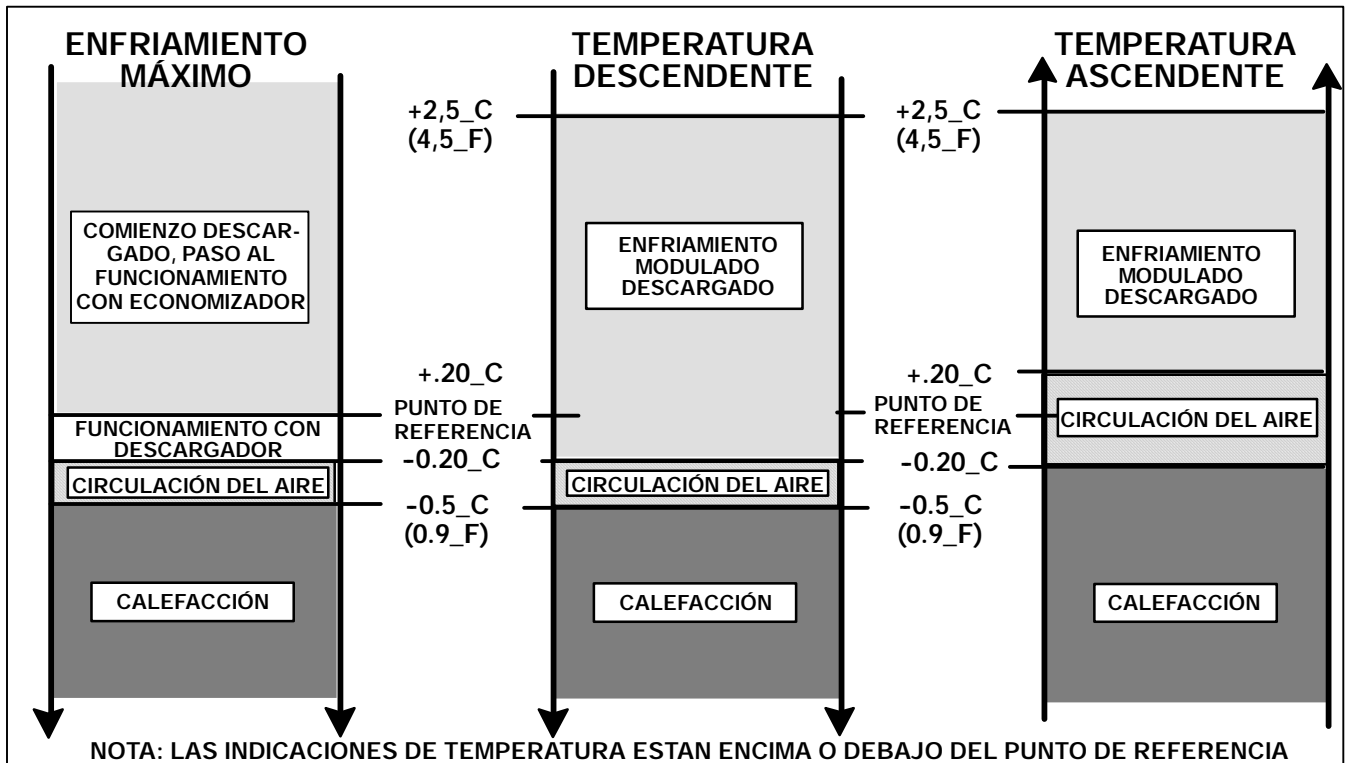 ENFRIAMIENTO
MÁXIMO
TEMPERATURA
DESCENDENTE
TEMPERATURA
ASCENDENTE
+2,5_C
(4,5_F)
+2,5_C
(4,5_F)
COMIENZO DESCAR-
GADO, PASO AL
FUNCIONAMIENTO
CON ECONOMIZADOR
ENFRIAMIENTO
MODULADO
DESCARGADO
ENFRIAMIENTO
MODULADO
DESCARGADO
+.20_C
+.20_C
PUNTO DE
REFERENCIA
PUNTO DE
REFERENCIA
FUNCIONAMIENTO CON
DESCARGADOR
CIRCULACIÓN DEL AIRE
-0.20_C
-0.20_C
CIRCULACIÓN DEL AIRE
CIRCULACIÓN DEL AIRE
-0.5_C
(0.9_F)
-0.5_C
(0.9_F)
CALEFACCIÓN
CALEFACCIÓN
CALEFACCIÓN
NOTA: LAS INDICACIONES DE TEMPERATURA ESTAN ENCIMA O DEBAJO DEL PUNTO DE REFERENCIA